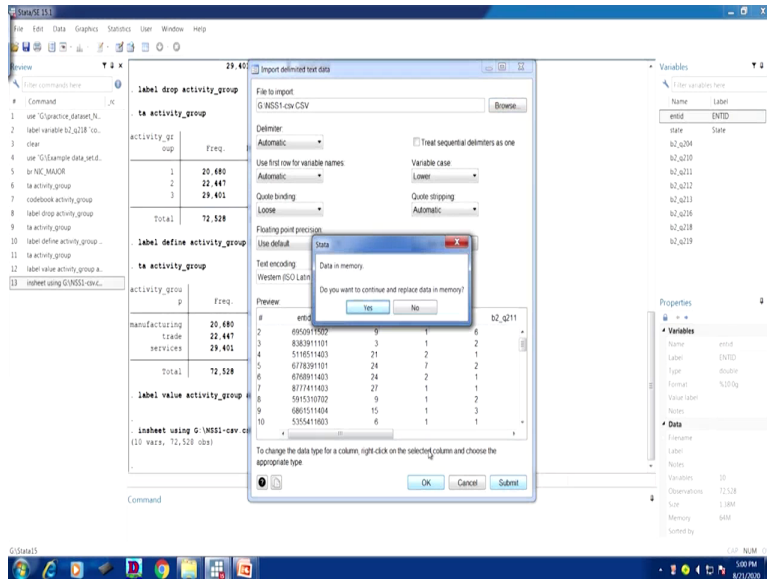 Stata/SE 15.1
File Edit Data Graphics Statistics User Window Help
Review
Filter commands here
# Command _rc
1 use "G:\practice_dataset_N...
2 label variable b2_q218 "co...
3 clear
4 use "G:\Example data_set.d...
5 br NIC_MAJOR
6 ta activity_group
7 codebook activity_group
8 label drop activity_group
9 ta activity_group
10 label define activity_group ...
11 ta activity_group
12 label value activity_group a...
13 insheet using G:\NSS1-csv.c...
29,401
. label drop activity_group
. ta activity_group
activity_gr
oup Freq.
1 20,680
2 22,447
3 29,401
Total 72,528
. label define activity_group
. ta activity_group
activity_grou
p Freq.
manufacturing 20,680
trade 22,447
services 29,401
Total 72,528
. label value activity_group
. insheet using G:\NSS1-csv.cs
(10 vars, 72,528 obs)
Command
Import delimited text data
File to import:
G:\NSS1-csv.CSV
Browse...
Delimiter:
Automatic
Treat sequential delimiters as one
Use first row for variable names:
Automatic
Variable case:
Lower
Quote binding:
Loose
Quote stripping:
Automatic
Floating point precision:
Use default
Text encoding:
Western (ISO Latin
Stata
Data in memory.
Do you want to continue and replace data in memory?
Yes No
Preview:
# entid b2_q211
2 6950911502 9 1 6
3 8383911101 3 1 2
4 5116511403 21 2 1
5 6778391101 24 7 2
6 6768911403 24 2 1
7 8777411403 27 1 1
8 5915310702 9 1 2
9 6861511404 15 1 3
10 5355411603 6 1 1
To change the data type for a column, right-click on the selected column and choose the
appropriate type
OK Cancel Submit
Variables
Filter variables here
Name Label
entid ENTID
state State
b2_q204
b2_q210
b2_q211
b2_q212
b2_q213
b2_q216
b2_q218
b2_q219
Properties
Variables
Name entid
Label ENTID
Type double
Format %10.0g
Value label
Notes
Data
Filename
Label
Notes
Variables 10
Observations 72,528
Size
Memory 64M
Sorted by
G:\Stata15
CAP NUM
5:00 PM
8/21/2020